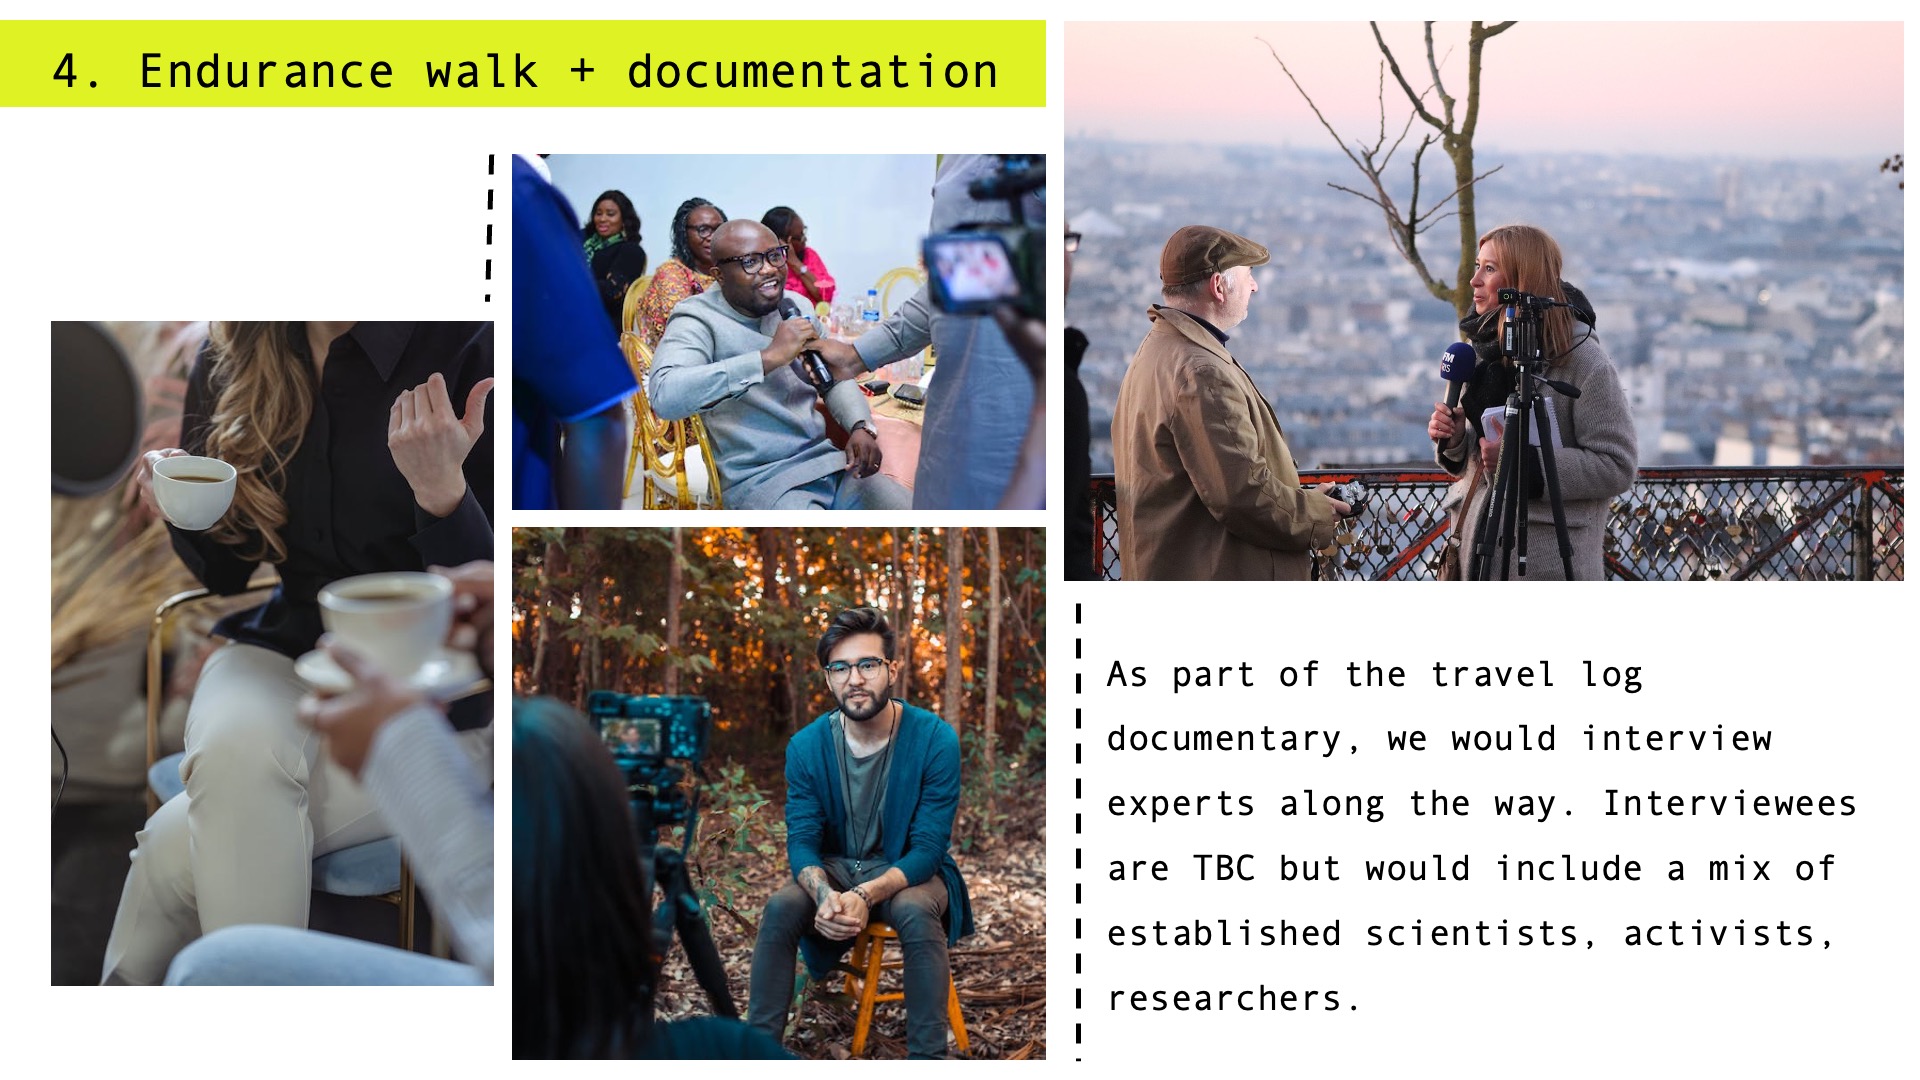 4. Endurance walk + documentation
As part of the travel log
documentary, we would interview
experts along the way. Interviewees
are TBC but would include a mix of
established scientists, activists,
researchers.